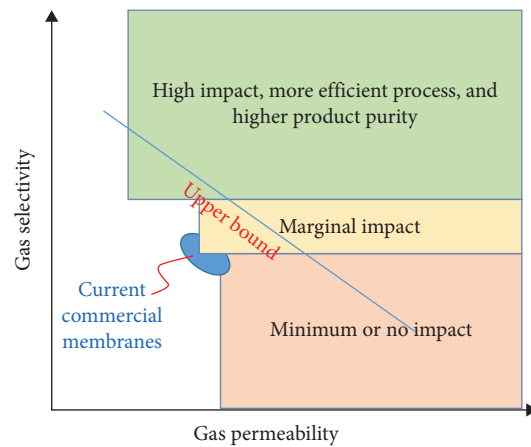 High impact, more efficient process, and
higher product purity
Upper bound
Marginal impact
Current
commercial
membranes
Minimum or no impact
Gas selectivity
Gas permeability